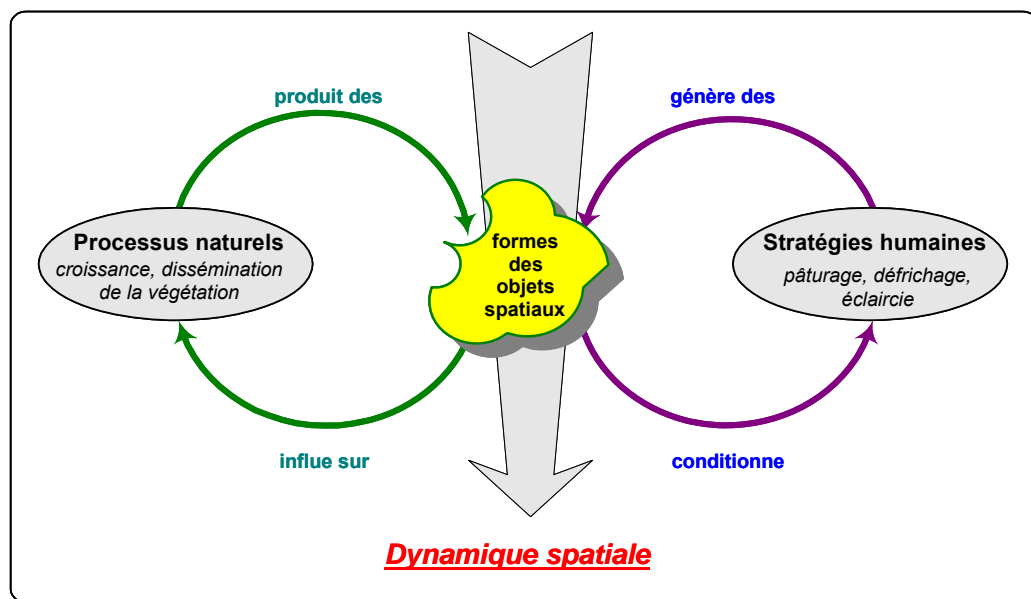 produit des
génère des
Processus naturels
croissance, dissémination
de la végétation
formes
des
objets
spatiaux
Stratégies humaines
pâturage, défrichage,
éclaircie
influe sur
conditionne
Dynamique spatiale